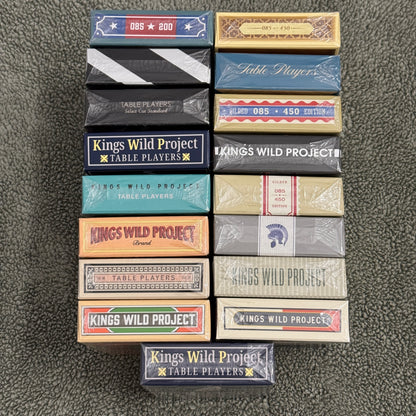 085 ★ 200
085 ★ 450
Table Players
TABLE PLAYERS
Select Cut Standard
GILDED 085 ★ 450 EDITION
Kings Wild Project
TABLE PLAYERS
KINGS WILD PROJECT
KINGS WILD PROJECT
TABLE PLAYERS
GILDED
085
450
EDITION
KINGS WILD PROJECT
Brand
TABLE PLAYERS
KINGS WILD PROJECT
KINGS WILD PROJECT
KINGS WILD PROJECT
Kings Wild Project
TABLE PLAYERS